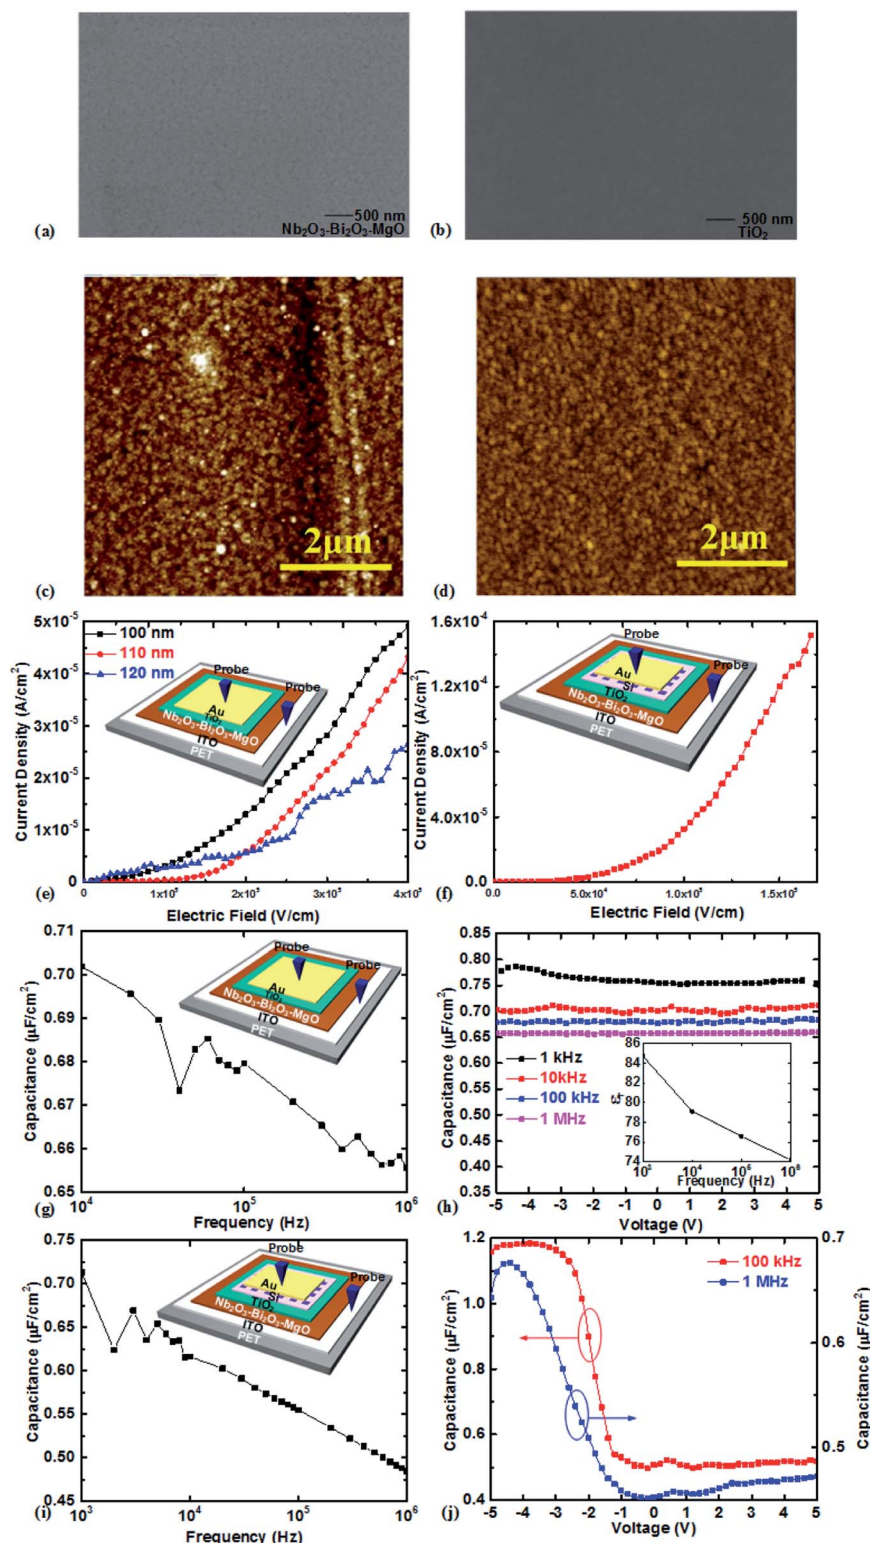 500 nm
Nb₂O₃-Bi₂O₃-MgO
(a)
500 nm
TiO₂
(b)
2μm
(c)
2μm
(d)
5x10⁻⁵
4x10⁻⁵
3x10⁻⁵
2x10⁻⁵
1x10⁻⁵
0
Current Density (A/cm²)
100 nm
110 nm
120 nm
Probe
Probe
Au
TiO₂
Nb₂O₃-Bi₂O₃-MgO
ITO
PET
0 1x10⁵ 2x10⁵ 3x10⁵ 4x10⁵
(e)
Electric Field (V/cm)
1.6x10⁻⁴
1.2x10⁻⁴
8.0x10⁻⁵
4.0x10⁻⁵
0
Current Density (A/cm²)
Probe
Probe
Au
Si
TiO₂
Nb₂O₃-Bi₂O₃-MgO
ITO
PET
0.0 5.0x10⁴ 1.0x10⁵ 1.5x10⁵
(f)
Electric Field (V/cm)
0.71
0.70
0.69
0.68
0.67
0.66
0.65
Capacitance (μF/cm²)
Probe
Probe
Au
TiO₂
Nb₂O₃-Bi₂O₃-MgO
ITO
PET
10⁴ 10⁵ 10⁶
(g)
Frequency (Hz)
0.85
0.80
0.75
0.70
0.65
0.60
0.55
0.50
0.45
0.40
0.35
Capacitance (μF/cm²)
1 kHz
10kHz
100 kHz
1 MHz
86
84
82
80
78
76
74
εᵣ
10⁴ 10⁶ 10⁸
Frequency (Hz)
-5 -4 -3 -2 -1 0 1 2 3 4 5
(h)
Voltage (V)
0.75
0.70
0.65
0.60
0.55
0.50
0.45
Capacitance (μF/cm²)
Probe
Probe
Au
Si
TiO₂
Nb₂O₃-Bi₂O₃-MgO
ITO
PET
10³ 10⁴ 10⁵ 10⁶
(i)
Frequency (Hz)
1.2
1.0
0.8
0.6
0.4
Capacitance (μF/cm²)
100 kHz
1 MHz
0.7
0.6
0.5
Capacitance (μF/cm²)
-5 -4 -3 -2 -1 0 1 2 3 4 5
(j)
Voltage (V)